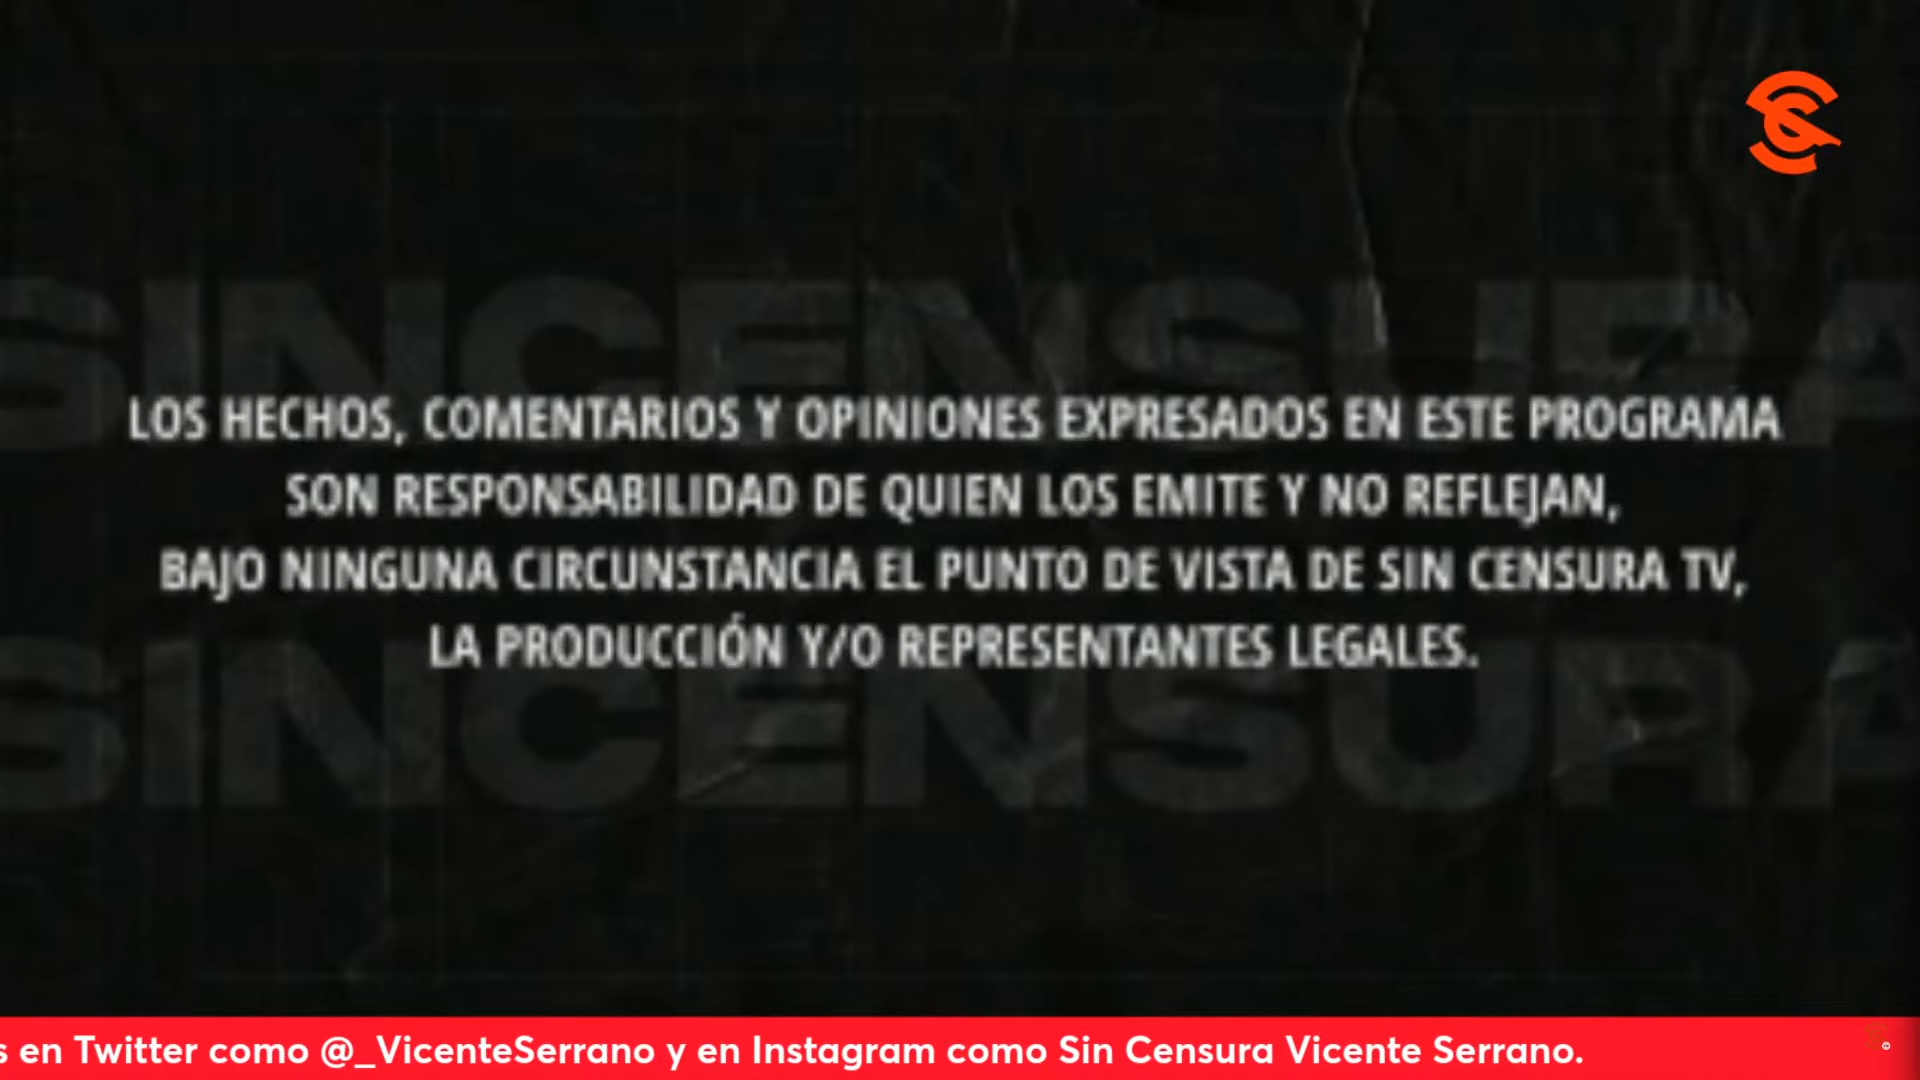 SINCENSURA
LOS HECHOS, COMENTARIOS Y OPINIONES EXPRESADOS EN ESTE PROGRAMA
SON RESPONSABILIDAD DE QUIEN LOS EMITE Y NO REFLEJAN,
BAJO NINGUNA CIRCUNSTANCIA EL PUNTO DE VISTA DE SIN CENSURA TV,
LA PRODUCCIÓN Y/O REPRESENTANTES LEGALES.
SINCENSURA
s en Twitter como @_VicenteSerrano y en Instagram como Sin Censura Vicente Serrano.